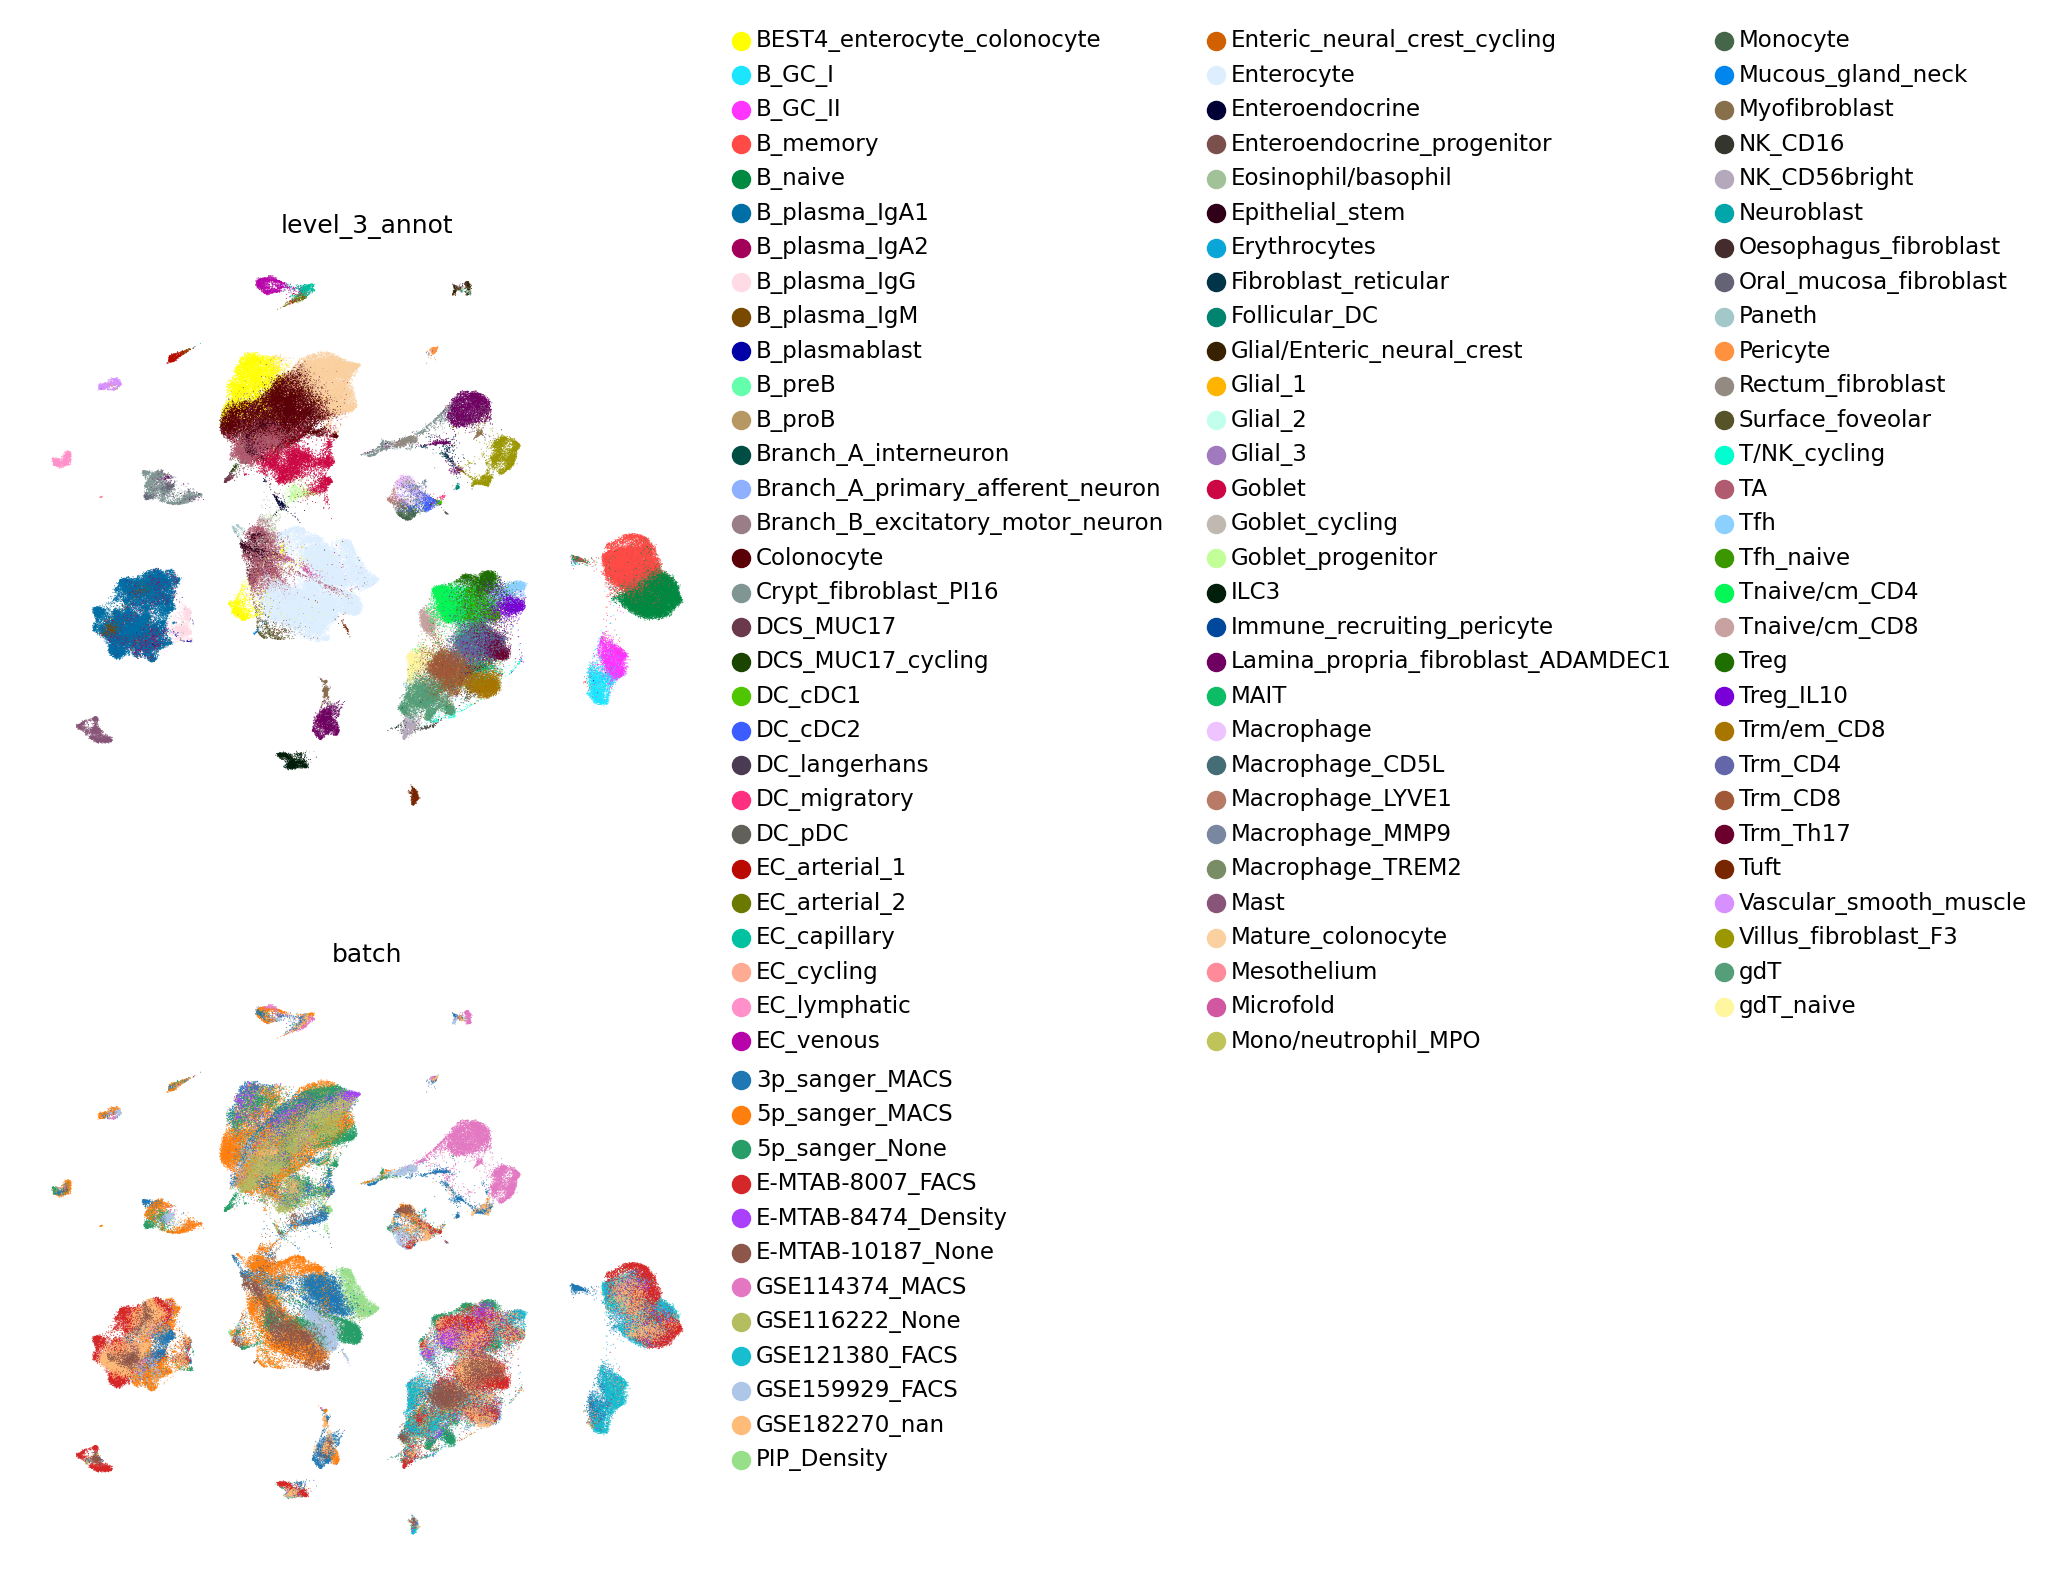 level_3_annot
BEST4_enterocyte_colonocyte
B_GC_I
B_GC_II
B_memory
B_naive
B_plasma_IgA1
B_plasma_IgA2
B_plasma_IgG
B_plasma_IgM
B_plasmablast
B_preB
B_proB
Branch_A_interneuron
Branch_A_primary_afferent_neuron
Branch_B_excitatory_motor_neuron
Colonocyte
Crypt_fibroblast_PI16
DCS_MUC17
DCS_MUC17_cycling
DC_cDC1
DC_cDC2
DC_langerhans
DC_migratory
DC_pDC
EC_arterial_1
EC_arterial_2
EC_capillary
EC_cycling
EC_lymphatic
EC_venous
Enteric_neural_crest_cycling
Enterocyte
Enteroendocrine
Enteroendocrine_progenitor
Eosinophil/basophil
Epithelial_stem
Erythrocytes
Fibroblast_reticular
Follicular_DC
Glial/Enteric_neural_crest
Glial_1
Glial_2
Glial_3
Goblet
Goblet_cycling
Goblet_progenitor
ILC3
Immune_recruiting_pericyte
Lamina_propria_fibroblast_ADAMDEC1
MAIT
Macrophage
Macrophage_CD5L
Macrophage_LYVE1
Macrophage_MMP9
Macrophage_TREM2
Mast
Mature_colonocyte
Mesothelium
Microfold
Mono/neutrophil_MPO
Monocyte
Mucous_gland_neck
Myofibroblast
NK_CD16
NK_CD56bright
Neuroblast
Oesophagus_fibroblast
Oral_mucosa_fibroblast
Paneth
Pericyte
Rectum_fibroblast
Surface_foveolar
T/NK_cycling
TA
Tfh
Tfh_naive
Tnaive/cm_CD4
Tnaive/cm_CD8
Treg
Treg_IL10
Trm/em_CD8
Trm_CD4
Trm_CD8
Trm_Th17
Tuft
Vascular_smooth_muscle
Villus_fibroblast_F3
gdT
gdT_naive
batch
3p_sanger_MACS
5p_sanger_MACS
5p_sanger_None
E-MTAB-8007_FACS
E-MTAB-8474_Density
E-MTAB-10187_None
GSE114374_MACS
GSE116222_None
GSE121380_FACS
GSE159929_FACS
GSE182270_nan
PIP_Density